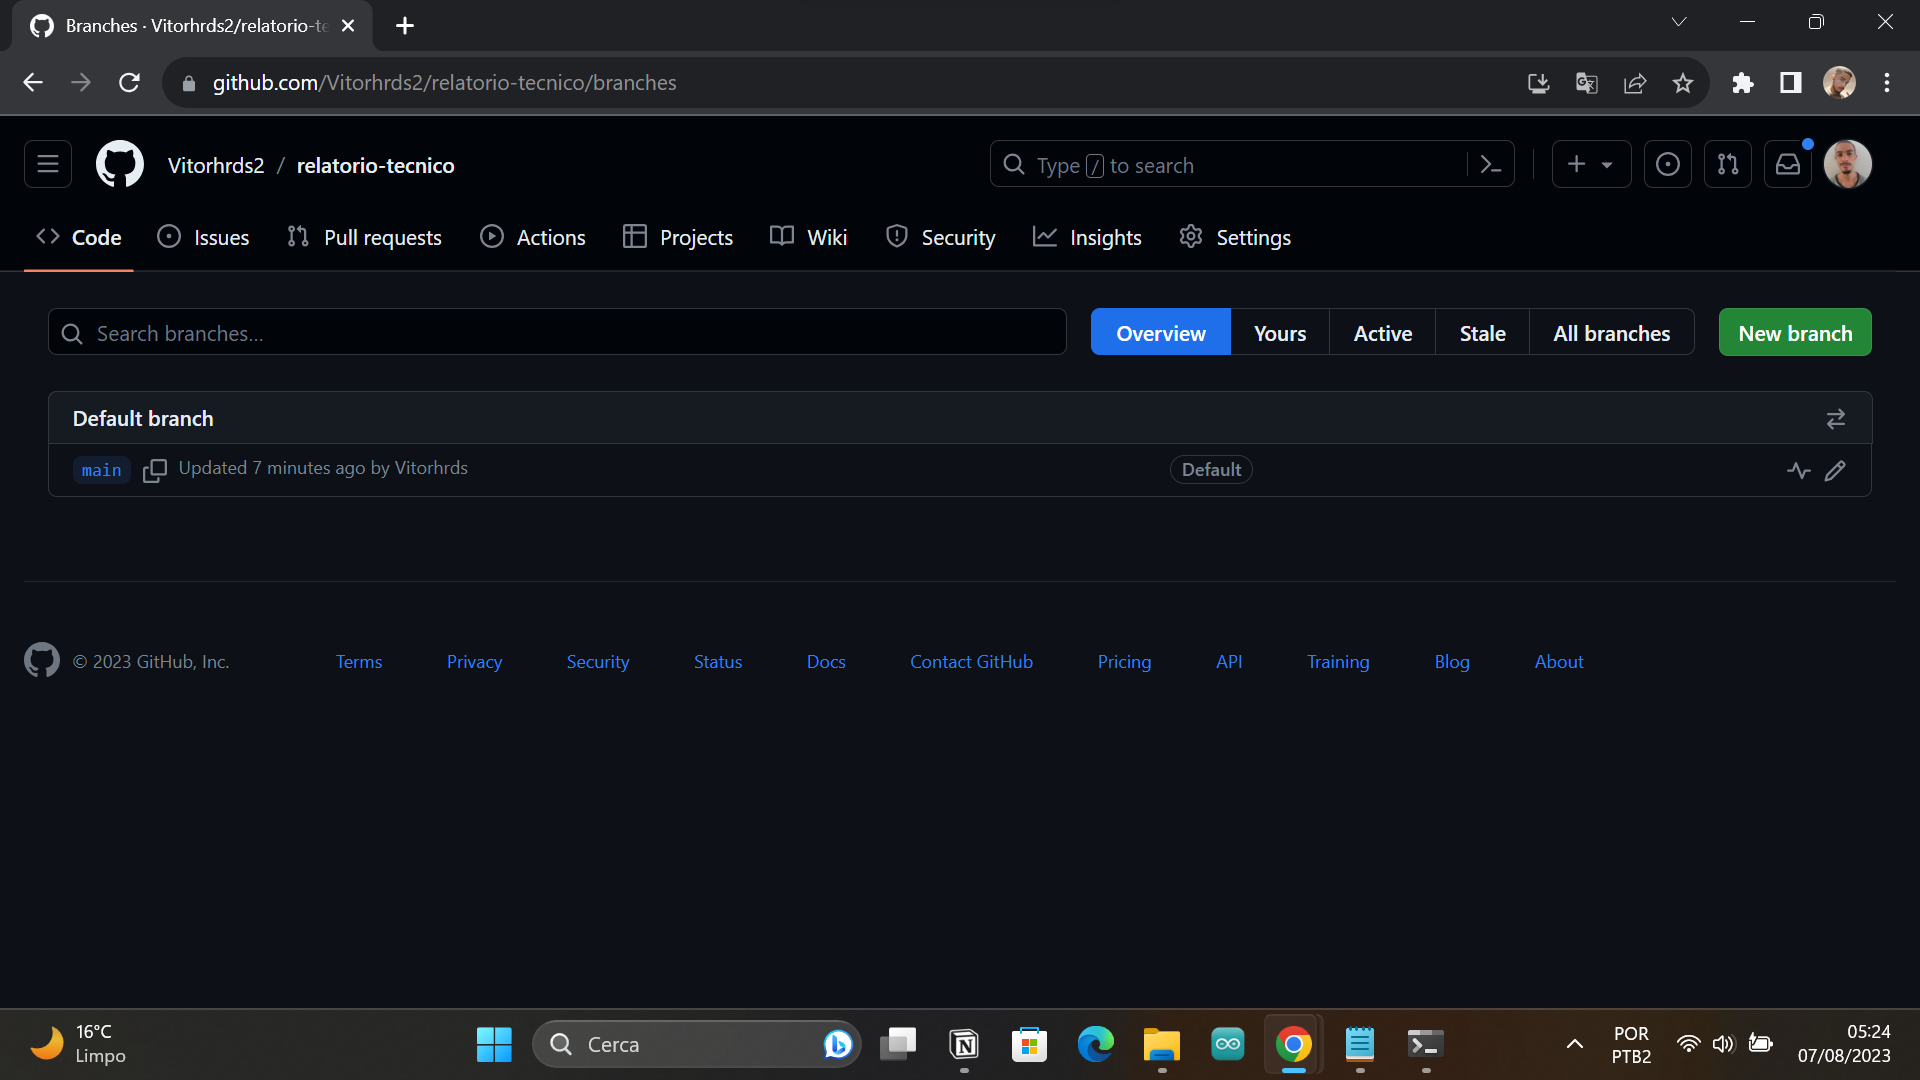 Branches · Vitorhrds2/relatorio-te
github.com/Vitorhrds2/relatorio-tecnico/branches
Vitorhrds2 / relatorio-tecnico
Type / to search
Code Issues Pull requests Actions Projects Wiki Security Insights Settings
Search branches...
Overview Yours Active Stale All branches New branch
Default branch
main Updated 7 minutes ago by Vitorhrds Default
© 2023 GitHub, Inc. Terms Privacy Security Status Docs Contact GitHub Pricing API Training Blog About
16°C
Limpo
Cerca
POR
PTB2
05:24
07/08/2023